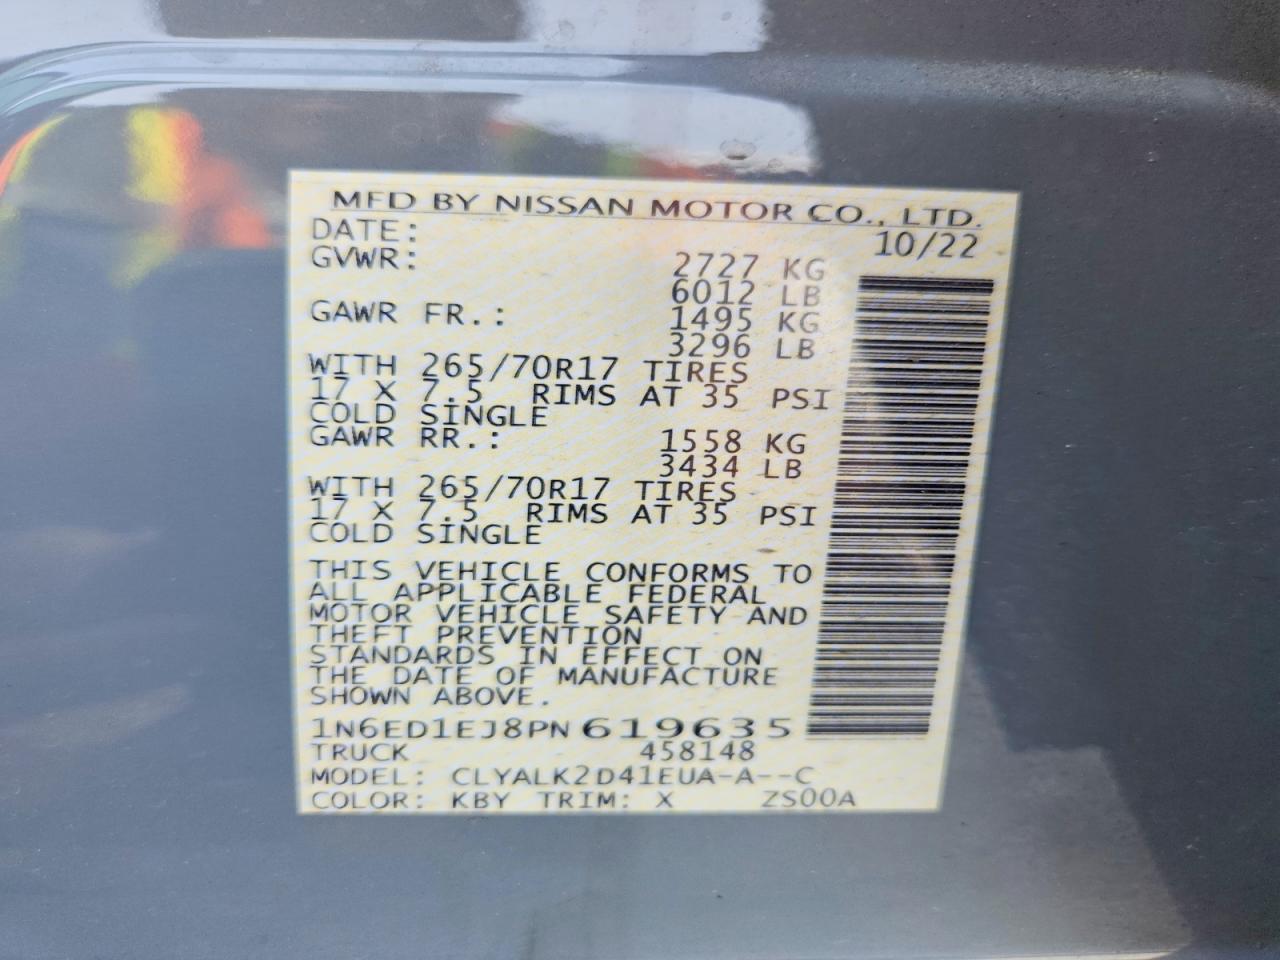 MFD BY NISSAN MOTOR CO., LTD.
DATE: 10/22
GVWR: 2727 KG
6012 LB
GAWR FR.: 1495 KG
3296 LB
WITH 265/70R17 TIRES
17 X 7.5 RIMS AT 35 PSI
COLD SINGLE
GAWR RR.: 1558 KG
3434 LB
WITH 265/70R17 TIRES
17 X 7.5 RIMS AT 35 PSI
COLD SINGLE
THIS VEHICLE CONFORMS TO
ALL APPLICABLE FEDERAL
MOTOR VEHICLE SAFETY AND
THEFT PREVENTION
STANDARDS IN EFFECT ON
THE DATE OF MANUFACTURE
SHOWN ABOVE.
1N6ED1EJ8PN619635
TRUCK 458148
MODEL: CLYALK2D41EUA-A--C
COLOR: KBY TRIM: X ZS00A